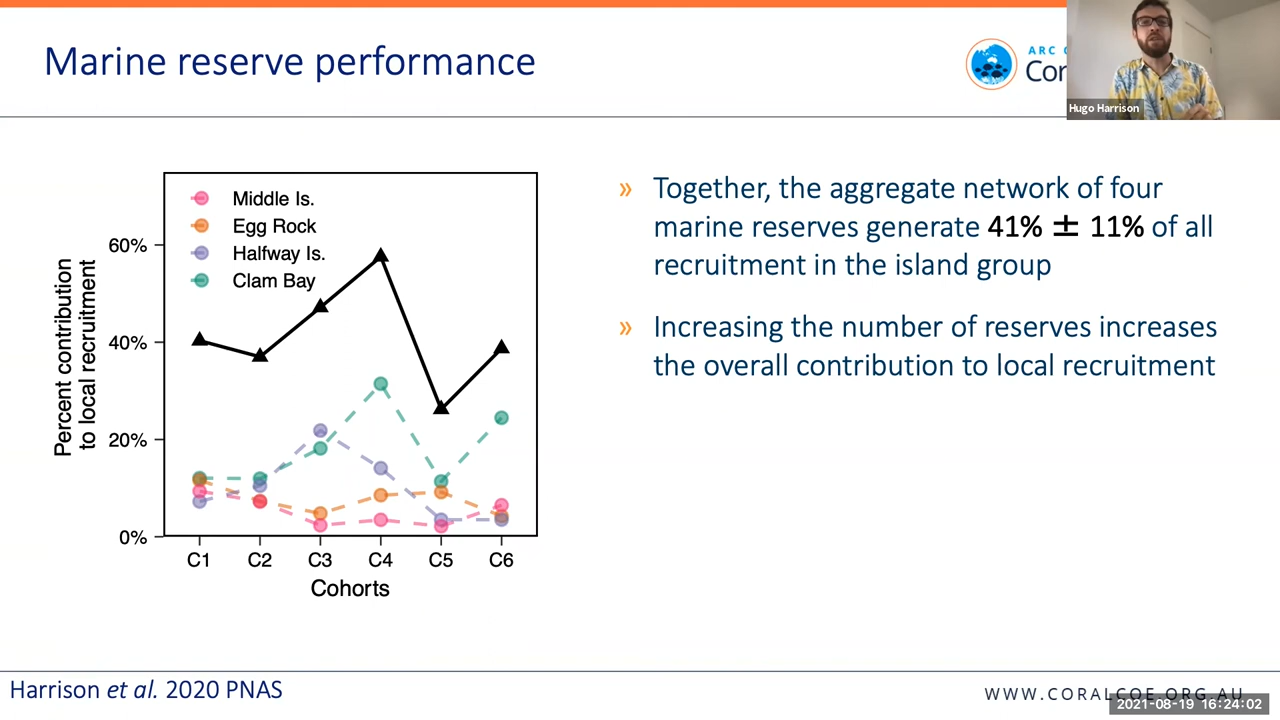 Marine reserve performance
ARC C
Cor
Hugo Harrison
Middle Is.
Egg Rock
Halfway Is.
Clam Bay
60%
40%
20%
0%
Percent contribution
to local recruitment
C1 C2 C3 C4 C5 C6
Cohorts
» Together, the aggregate network of four
marine reserves generate 41% ± 11% of all
recruitment in the island group
» Increasing the number of reserves increases
the overall contribution to local recruitment
Harrison et al. 2020 PNAS
WWW.CORALCOE.ORG.AU
2021-08-19 16:24:02